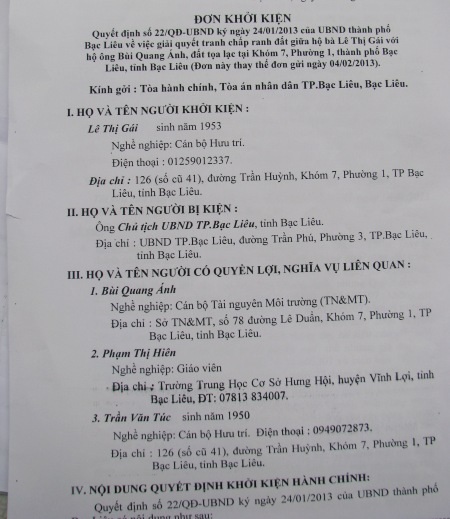 ĐƠN KHỞI KIỆN
Quyết định số 22/QĐ-UBND ký ngày 24/01/2013 của UBND thành phố
Bạc Liêu về việc giải quyết tranh chấp ranh đất giữa hộ bà Lê Thị Gái với
hộ ông Bùi Quang Ánh, đất tọa lạc tại Khóm 7, Phường 1, thành phố Bạc
Liêu, tỉnh Bạc Liêu (Đơn này thay thế đơn gửi ngày 04/02/2013).
Kính gởi : Tòa hành chính, Tòa án nhân dân TP.Bạc Liêu, Bạc Liêu.
I. HỌ VÀ TÊN NGƯỜI KHỞI KIỆN :
Lê Thị Gái sinh năm 1953
Nghề nghiệp: Cán bộ Hưu trí.
Điện thoại : 01259012337.
Địa chỉ : 126 (số cũ 41), đường Trần Huỳnh, Khóm 7, Phường 1, TP Bạc
Liêu, tỉnh Bạc Liêu.
II. HỌ VÀ TÊN NGƯỜI BỊ KIỆN :
Ông Chủ tịch UBND TP.Bạc Liêu, tỉnh Bạc Liêu.
Địa chỉ : UBND TP.Bạc Liêu, đường Trần Phú, Phường 3, TP.Bạc Liêu,
tỉnh Bạc Liêu.
III. HỌ VÀ TÊN NGƯỜI CÓ QUYỀN LỢI, NGHĨA VỤ LIÊN QUAN :
1. Bùi Quang Ánh
Nghề nghiệp: Cán bộ Tài nguyên Môi trường (TN&MT).
Địa chỉ : Sở TN&MT, số 78 đường Lê Duẩn, Khóm 7, Phường 1, TP
Bạc Liêu, tỉnh Bạc Liêu.
2. Phạm Thị Hiên
Nghề nghiệp: Giáo viên
Địa chỉ : Trường Trung Học Cơ Sở Hưng Hội, huyện Vĩnh Lợi, tỉnh
Bạc Liêu, ĐT: 07813 834007.
3. Trần Văn Túc sinh năm 1950
Nghề nghiệp: Cán bộ Hưu trí. Điện thoại : 0949072873.
Địa chỉ : 126 (số cũ 41), đường Trần Huỳnh, Khóm 7, Phường 1, TP
Bạc Liêu, tỉnh Bạc Liêu.
IV. NỘI DUNG QUYẾT ĐỊNH KHỞI KIỆN HÀNH CHÍNH:
Quyết định số 22/QĐ-UBND ký ngày 24/01/2013 của UBND thành phố
Bạc Liêu có nội dung như sau: